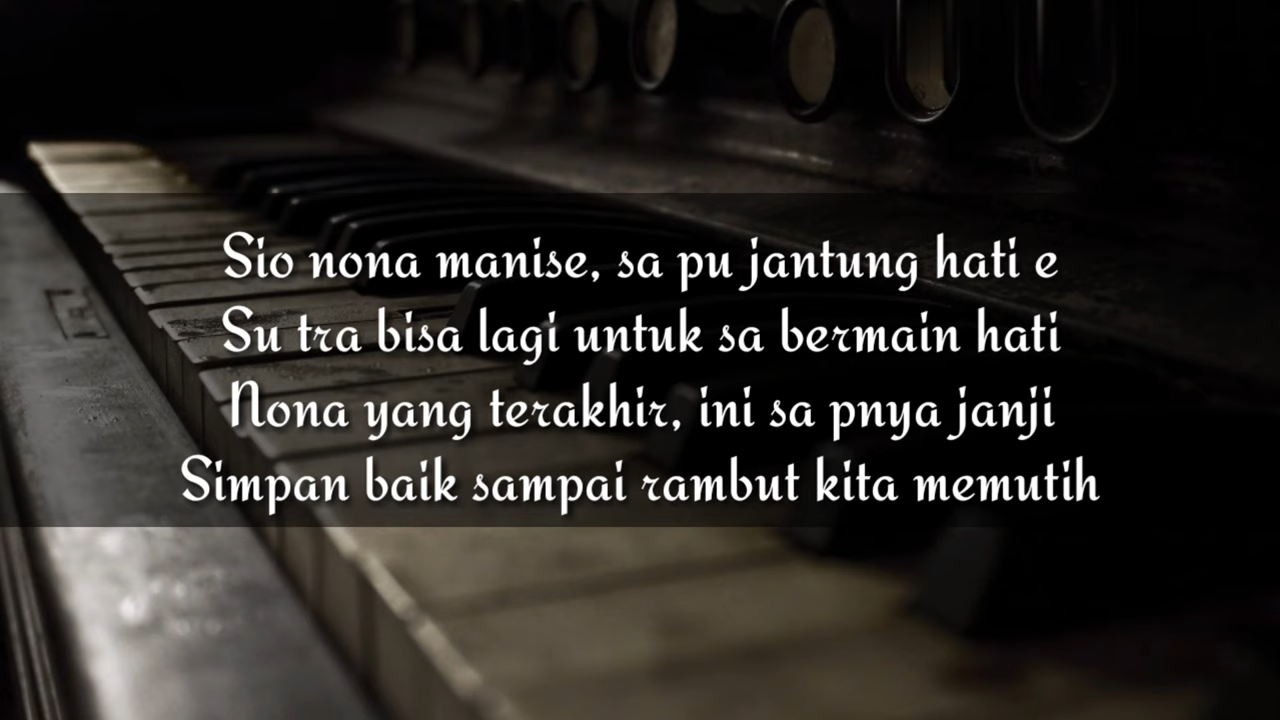 Sio nona manise, sa pu jantung hati e
Su tra bisa lagi untuk sa bermain hati
Nona yang terakhir, ini sa pnya janji
Simpan baik sampai rambut kita memutih